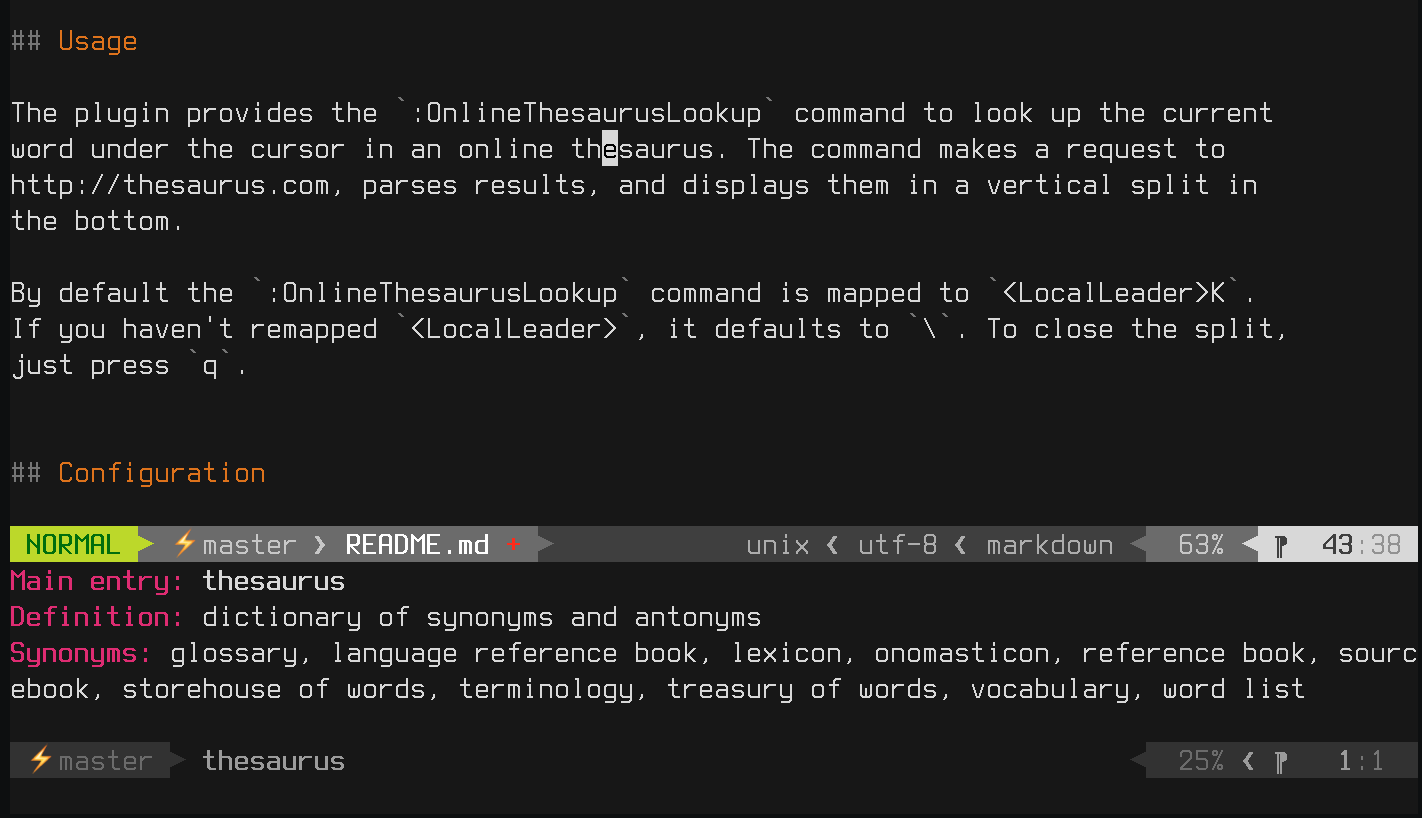 ## Usage
The plugin provides the `:OnlineThesaurusLookup` command to look up the current
word under the cursor in an online thesaurus. The command makes a request to
http://thesaurus.com, parses results, and displays them in a vertical split in
the bottom.
By default the `:OnlineThesaurusLookup` command is mapped to `<LocalLeader>K`.
If you haven't remapped `<LocalLeader>`, it defaults to `\`. To close the split,
just press `q`.
## Configuration
NORMAL ⚡master ❯ README.md + unix ❮ utf-8 ❮ markdown 63% ⁋ 43:38
Main entry: thesaurus
Definition: dictionary of synonyms and antonyms
Synonyms: glossary, language reference book, lexicon, onomasticon, reference book, sourc
ebook, storehouse of words, terminology, treasury of words, vocabulary, word list
⚡master thesaurus 25% ❮ ⁋ 1:1